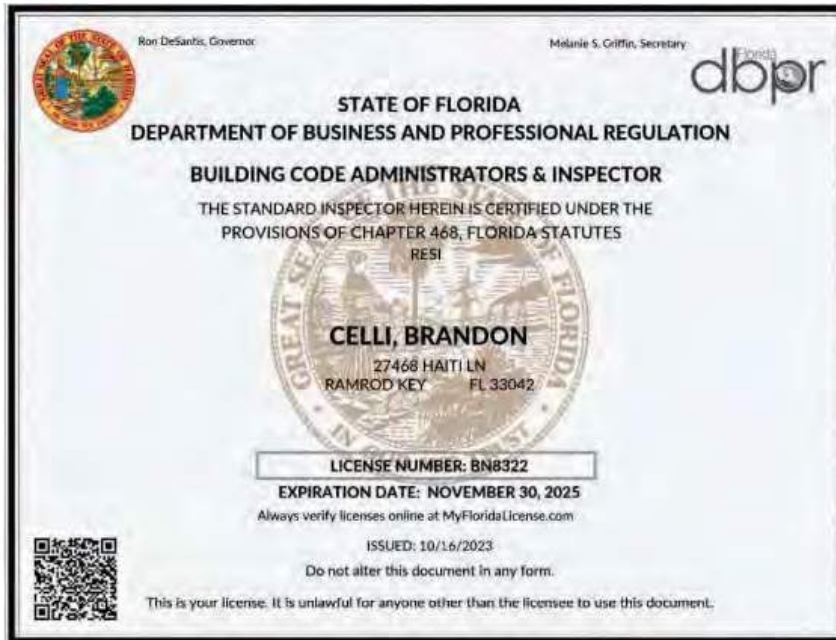 Ron DeSantis, Governor
Melanie S. Griffin, Secretary
Florida
dbpr
STATE OF FLORIDA
DEPARTMENT OF BUSINESS AND PROFESSIONAL REGULATION
BUILDING CODE ADMINISTRATORS & INSPECTOR
THE STANDARD INSPECTOR HEREIN IS CERTIFIED UNDER THE
PROVISIONS OF CHAPTER 468, FLORIDA STATUTES
RESI
CELLI, BRANDON
27468 HAITI LN
RAMROD KEY FL 33042
LICENSE NUMBER: BN8322
EXPIRATION DATE: NOVEMBER 30, 2025
Always verify licenses online at MyFloridaLicense.com
ISSUED: 10/16/2023
Do not alter this document in any form.
This is your license. It is unlawful for anyone other than the licensee to use this document.